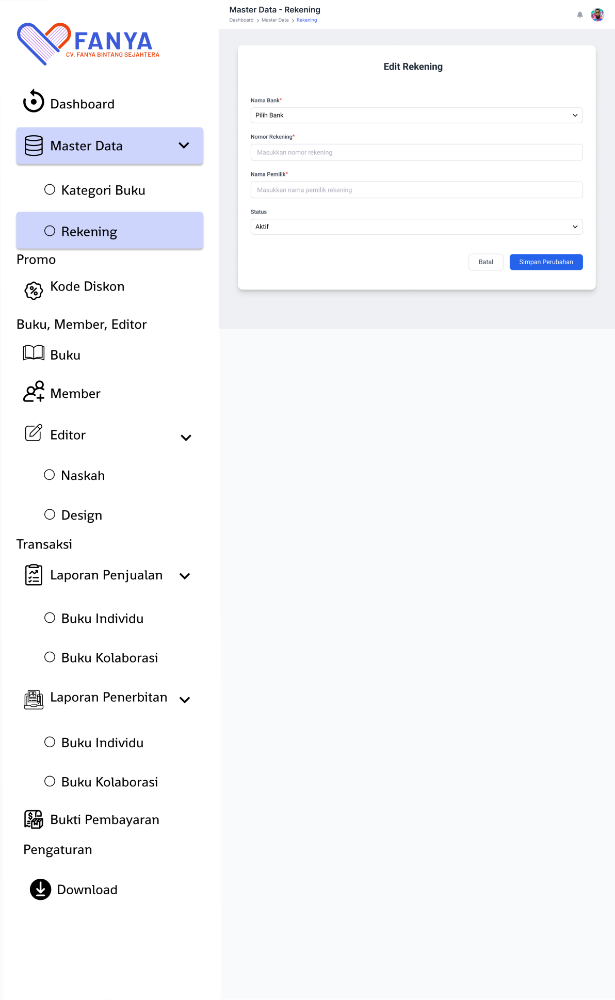 FANYA
CV. FANYA BINTANG SEJAHTERA
Dashboard
Master Data
Kategori Buku
Rekening
Promo
Kode Diskon
Buku, Member, Editor
Buku
Member
Editor
Naskah
Design
Transaksi
Laporan Penjualan
Buku Individu
Buku Kolaborasi
Laporan Penerbitan
Buku Individu
Buku Kolaborasi
Bukti Pembayaran
Pengaturan
Download
Master Data - Rekening
Dashboard > Master Data > Rekening
Edit Rekening
Nama Bank*
Pilih Bank
Nomor Rekening*
Masukkan nomor rekening
Nama Pemilik*
Masukkan nama pemilik rekening
Status
Aktif
Batal Simpan Perubahan